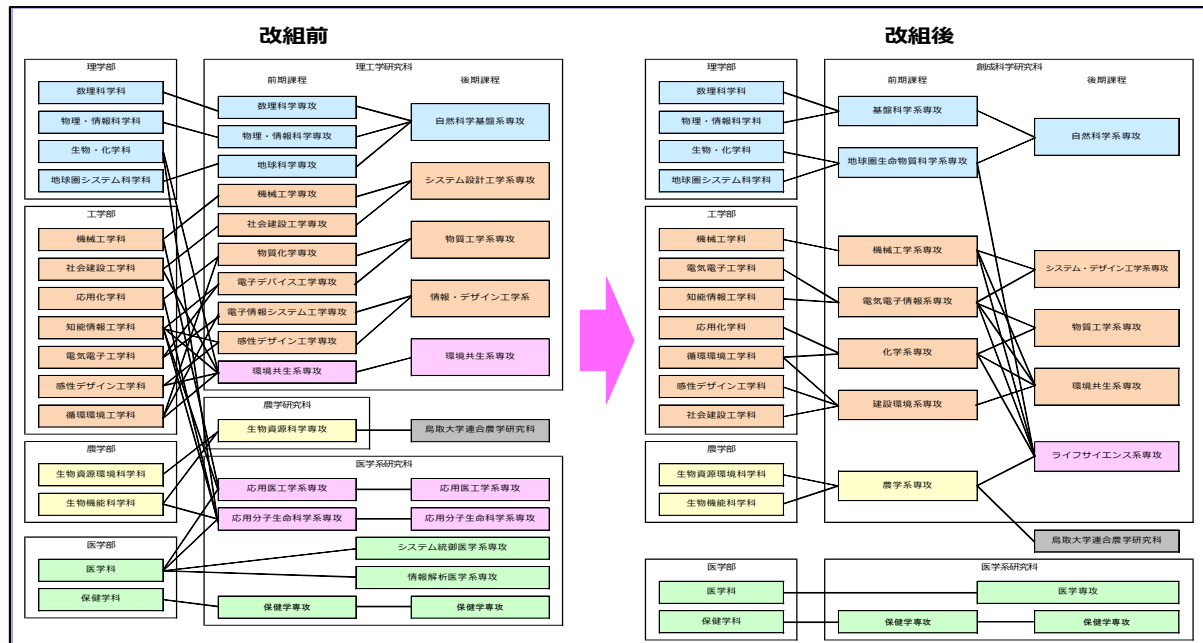 改組前
理学部
数理科学科
物理・情報科学科
生物・化学科
地球圏システム科学科
工学部
機械工学科
社会建設工学科
応用化学科
知能情報工学科
電気電子工学科
感性デザイン工学科
循環環境工学科
農学部
生物資源環境科学科
生物機能科学科
医学部
医学科
保健学科
理工学研究科
前期課程
後期課程
数理科学専攻
物理・情報科学専攻
地球科学専攻
機械工学専攻
社会建設工学専攻
物質化学専攻
電子デバイス工学専攻
電子情報システム工学専攻
感性デザイン工学専攻
環境共生系専攻
自然科学基盤系専攻
システム設計工学系専攻
物質工学系専攻
情報・デザイン工学系
環境共生系専攻
農学研究科
生物資源科学専攻
鳥取大学連合農学研究科
医学系研究科
応用医工学系専攻
応用医工学系専攻
応用分子生命科学系専攻
応用分子生命科学系専攻
システム統御医学系専攻
情報解析医学系専攻
保健学専攻
保健学専攻
改組後
理学部
数理科学科
物理・情報科学科
生物・化学科
地球圏システム科学科
工学部
機械工学科
電気電子工学科
知能情報工学科
応用化学科
循環環境工学科
感性デザイン工学科
社会建設工学科
農学部
生物資源環境科学科
生物機能科学科
医学部
医学科
保健学科
創成科学研究科
前期課程
後期課程
基盤科学系専攻
地球圏生命物質科学系専攻
機械工学系専攻
電気電子情報系専攻
化学系専攻
建設環境系専攻
農学系専攻
自然科学系専攻
システム・デザイン工学系専攻
物質工学系専攻
環境共生系専攻
ライフサイエンス系専攻
鳥取大学連合農学研究科
医学系研究科
医学専攻
保健学専攻
保健学専攻